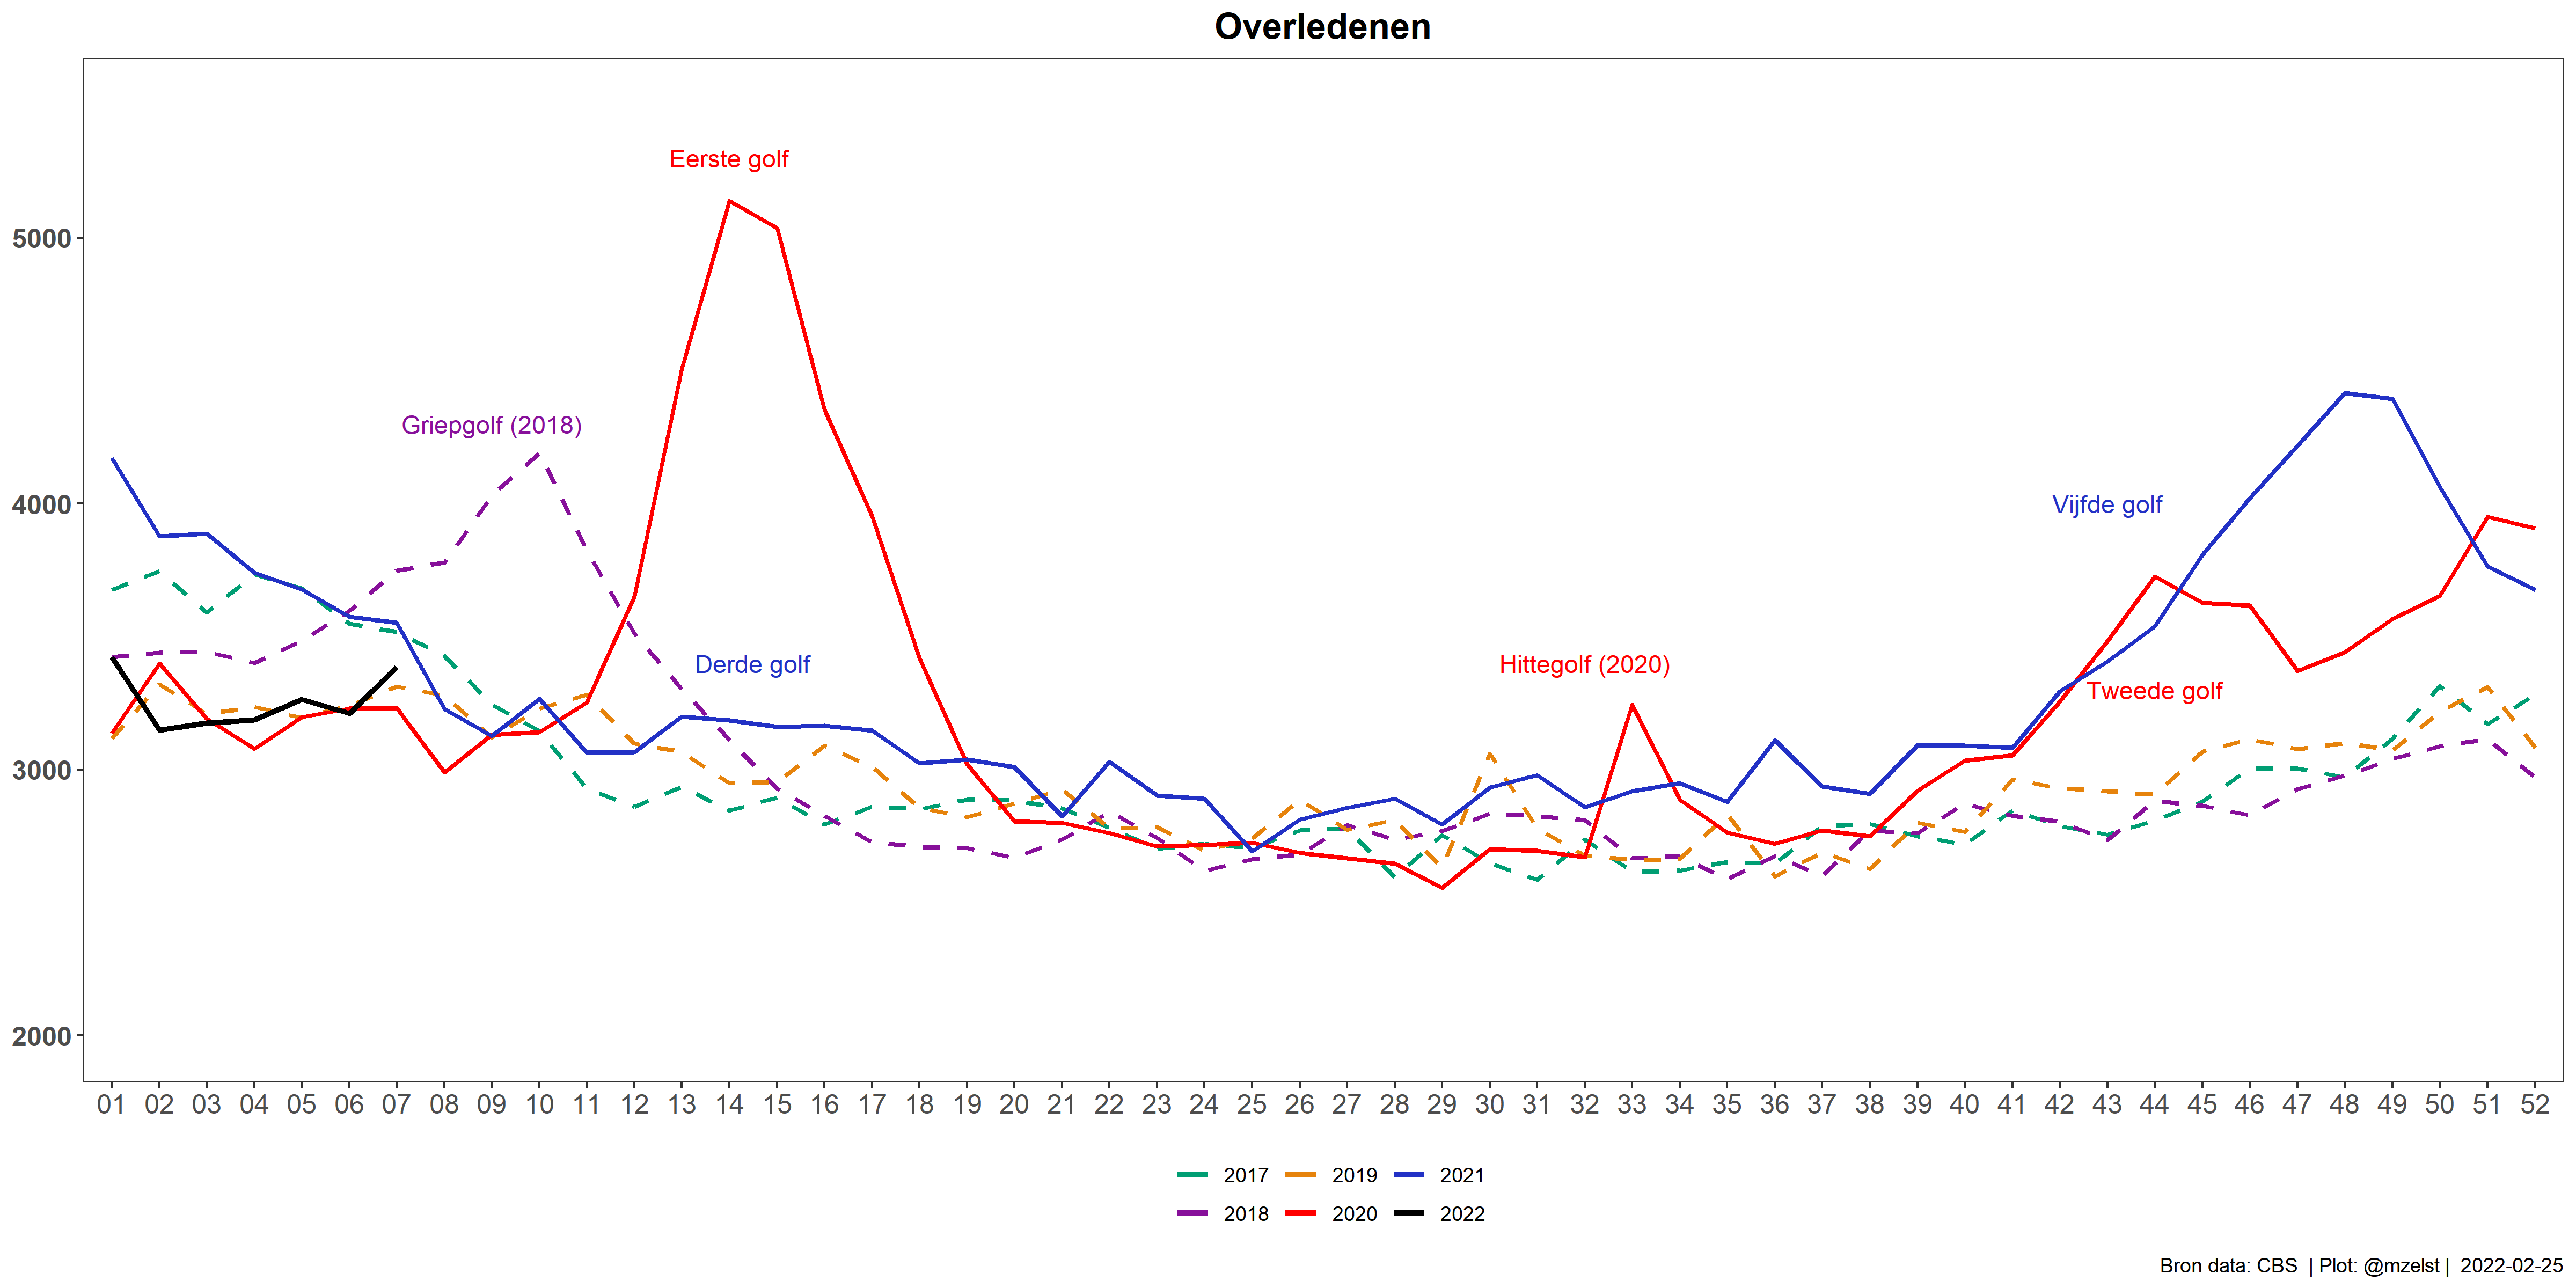 Overledenen
Eerste golf
5000
Griepgolf (2018)
4000
Vijfde golf
Derde golf
Hittegolf (2020)
Tweede golf
3000
2000
01 02 03 04 05 06 07 08 09 10 11 12 13 14 15 16 17 18 19 20 21 22 23 24 25 26 27 28 29 30 31 32 33 34 35 36 37 38 39 40 41 42 43 44 45 46 47 48 49 50 51 52
2017 2019 2021
2018 2020 2022
Bron data: CBS | Plot: @mzelst | 2022-02-25